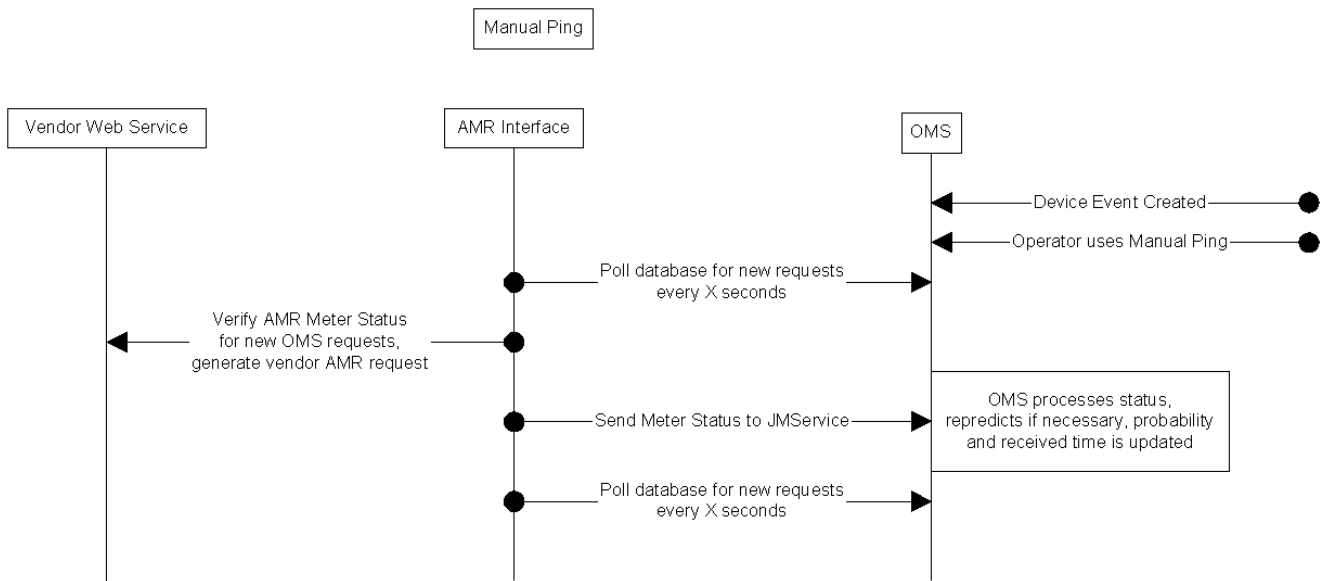 Manual Ping
Vendor Web Service
AMR Interface
OMS
Device Event Created
Operator uses Manual Ping
Poll database for new requests
every X seconds
Verify AMR Meter Status
for new OMS requests,
generate vendor AMR request
OMS processes status,
repredicts if necessary, probability
and received time is updated
Send Meter Status to JMService
Poll database for new requests
every X seconds